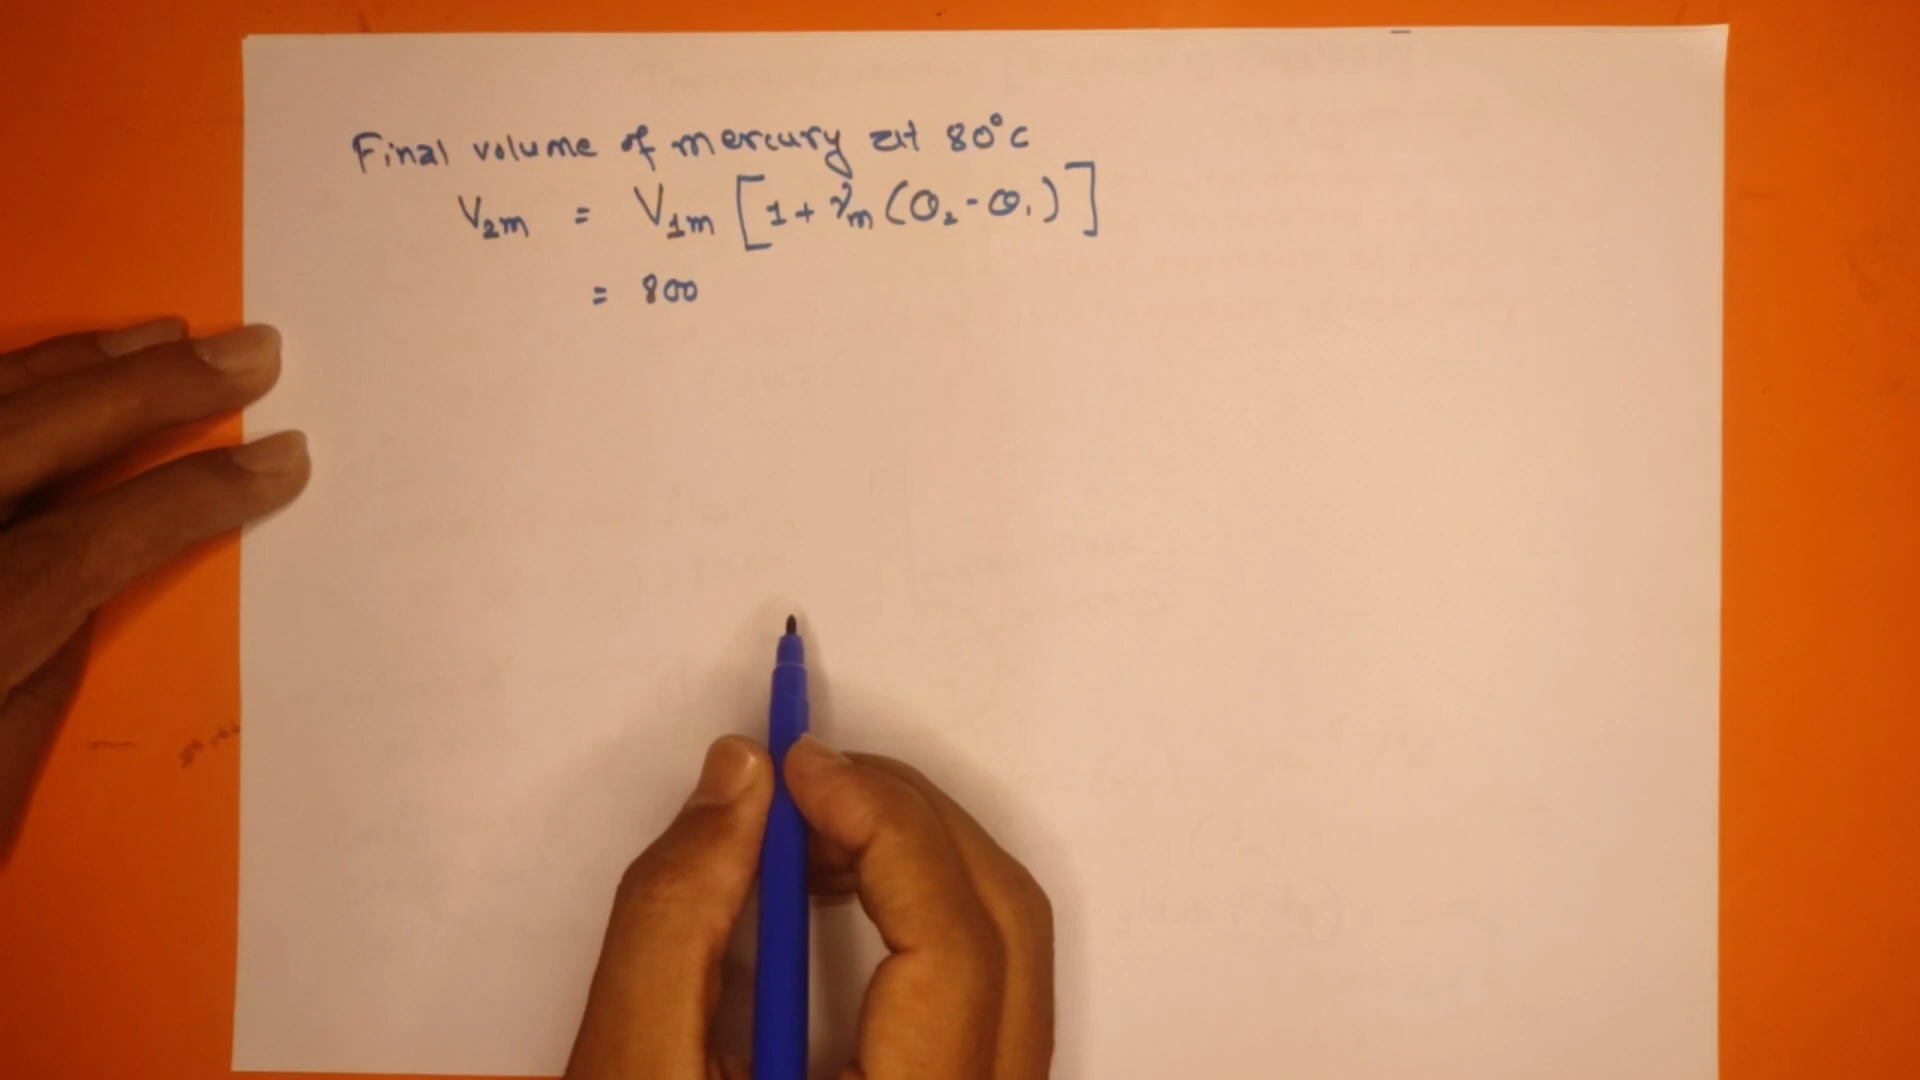 Final volume of mercury at 80°C
V₂m = V₁m [1 + γm (θ₂ - θ₁)]
= 800